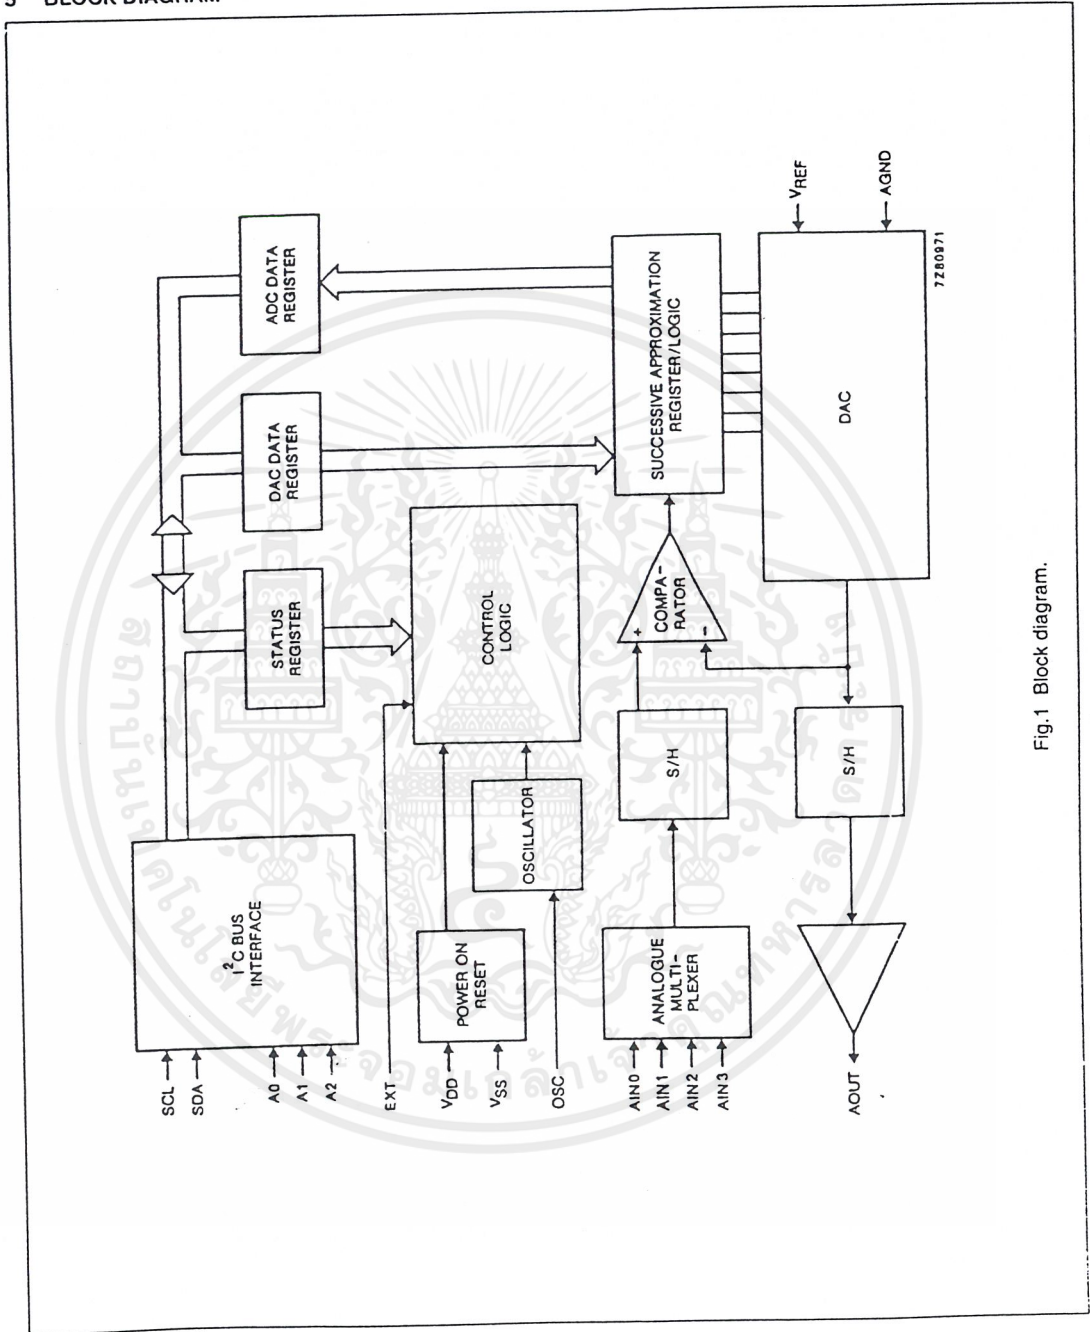 5 BLOCK DIAGRAM
SCL
SDA
A0
A1
A2
I²C BUS
INTERFACE
STATUS
REGISTER
DAC DATA
REGISTER
ADC DATA
REGISTER
EXT
VDD
VSS
OSC
POWER ON
RESET
OSCILLATOR
CONTROL
LOGIC
AIN0
AIN1
AIN2
AIN3
ANALOGUE
MULTI-
PLEXER
S/H
+
COMPA-
RATOR
-
SUCCESSIVE APPROXIMATION
REGISTER/LOGIC
AOUT
S/H
DAC
VREF
AGND
7Z80971
Fig.1 Block diagram.